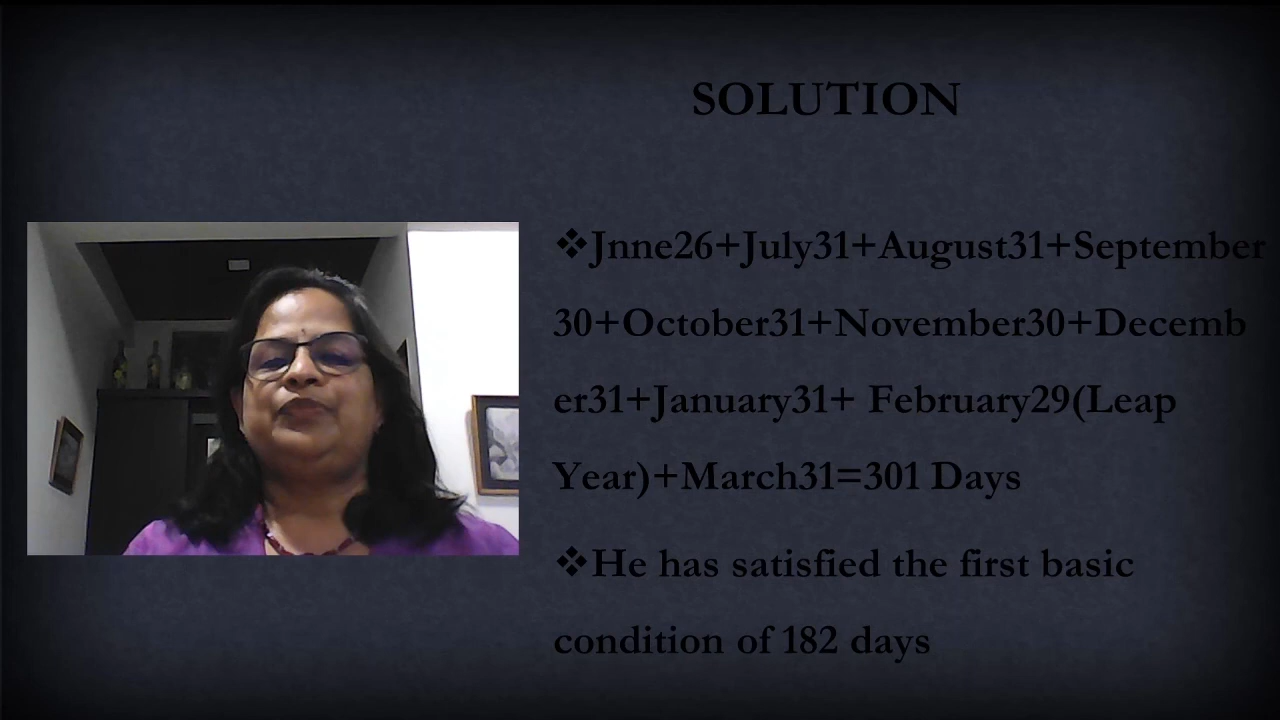 SOLUTION
❖Jnne26+July31+August31+September
30+October31+November30+Decemb
er31+January31+ February29(Leap
Year)+March31=301 Days
❖He has satisfied the first basic
condition of 182 days